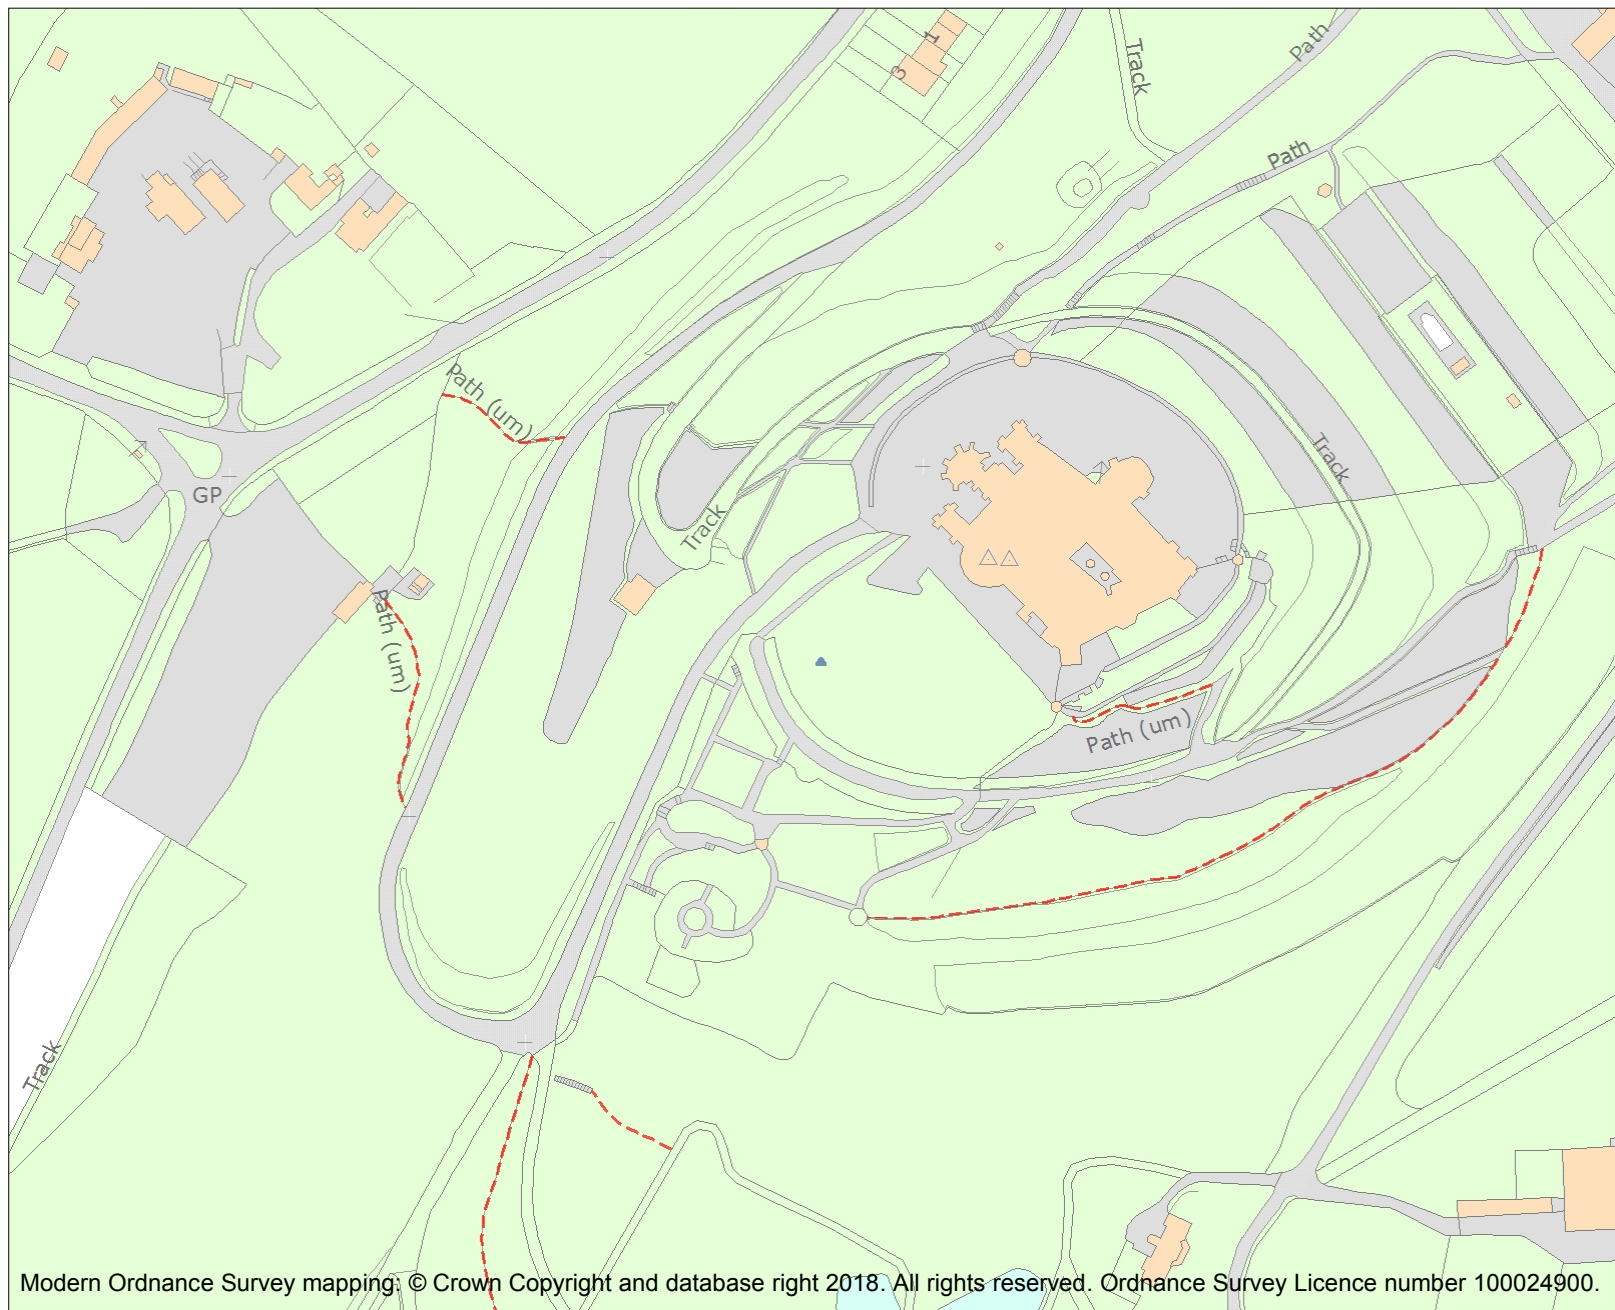 1
3
Track
Path
Path
Path (um)
GP
Track
Track
Path (um)
Path (um)
Track
Modern Ordnance Survey mapping: © Crown Copyright and database right 2018. All rights reserved. Ordnance Survey Licence number 100024900.